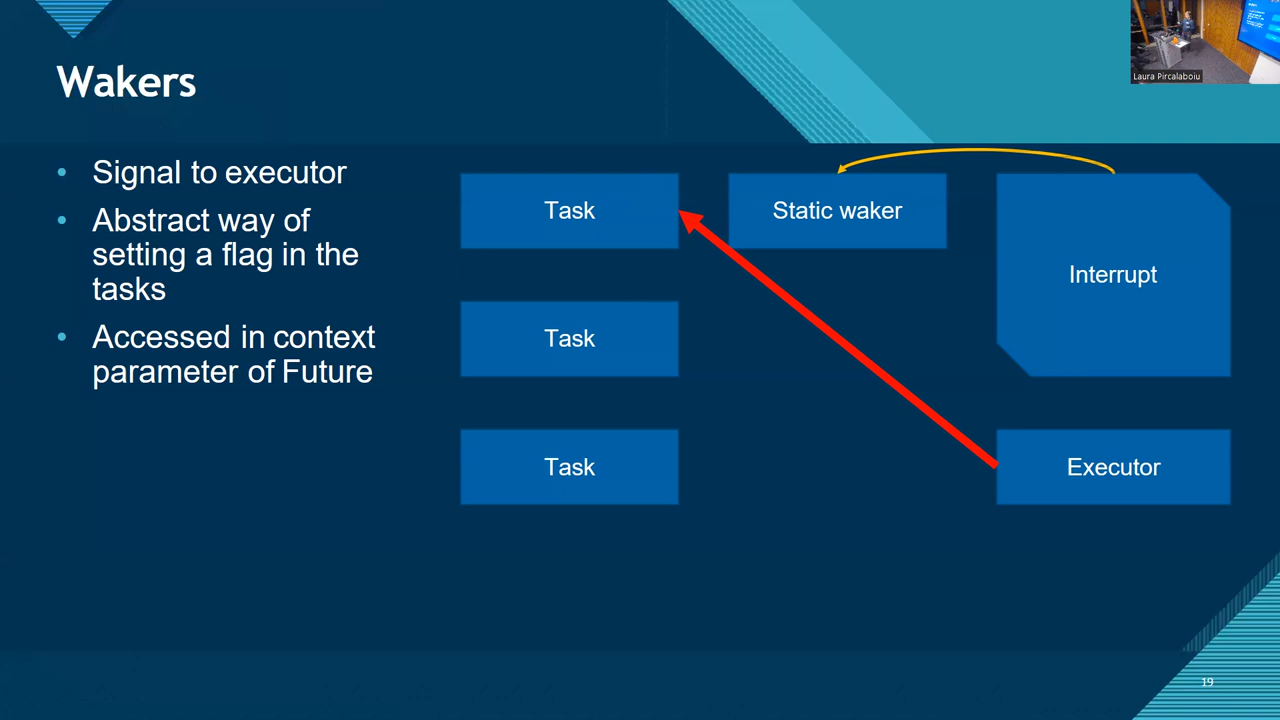 Laura Pircalaboiu
Wakers
Signal to executor
Abstract way of
setting a flag in the
tasks
Accessed in context
parameter of Future
Task
Static waker
Interrupt
Task
Task
Executor
19